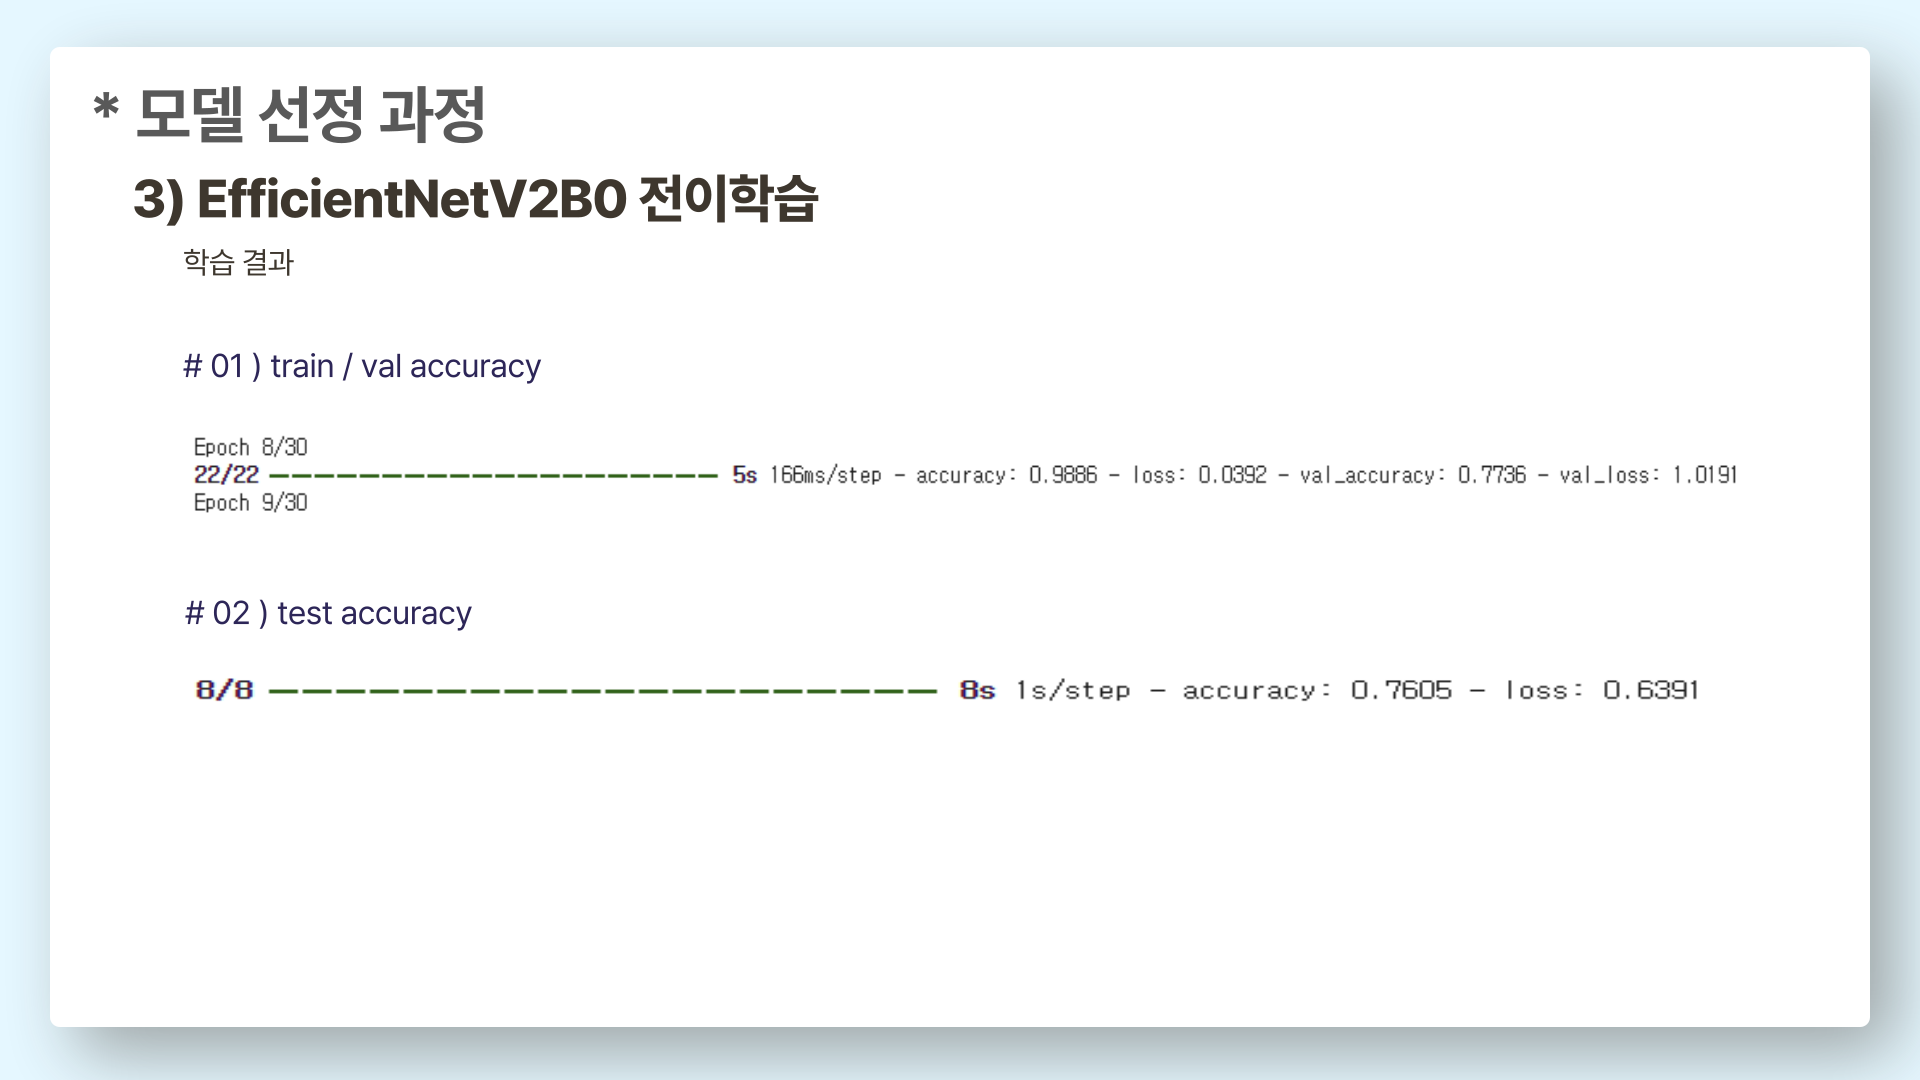 * 모델 선정 과정
3) EfficientNetV2B0 전이학습
학습 결과
# 01 ) train / val accuracy
Epoch 8/30
22/22 ━━━━━━━━━━━━━━━━━━━━ 5s 166ms/step - accuracy: 0.9886 - loss: 0.0392 - val_accuracy: 0.7736 - val_loss: 1.0191
Epoch 9/30
# 02 ) test accuracy
8/8 ━━━━━━━━━━━━━━━━━━━━ 8s 1s/step - accuracy: 0.7605 - loss: 0.6391